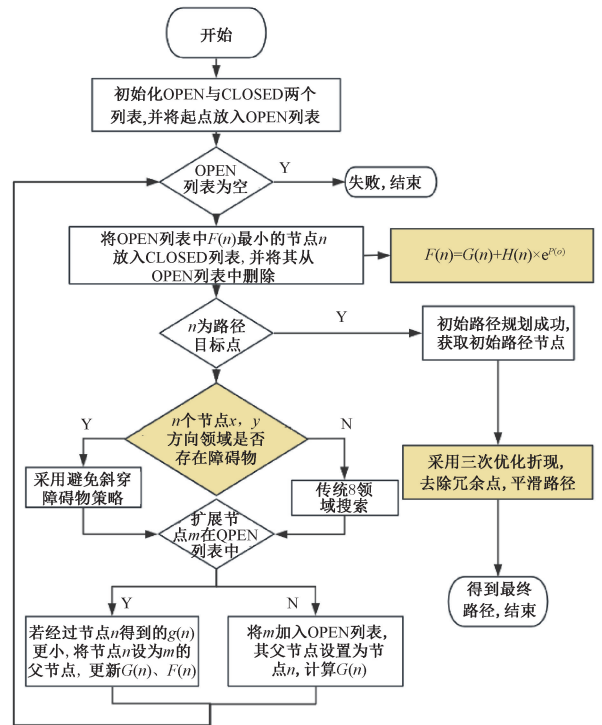 开始
初始化OPEN与CLOSED两个
列表,并将起点放入OPEN列表
OPEN
列表为空
Y
失败, 结束
将OPEN列表中F(n)最小的节点n
放入CLOSED列表, 并将其从
OPEN列表中删除
F(n)=G(n)+H(n)×e^{P(o)}
n为路径
目标点
Y
初始路径规划成功,
获取初始路径节点
n个节点x，y
方向领域是否
存在障碍物
Y
N
采用避免斜穿
障碍物策略
传统8领
域搜索
采用三次优化折现,
去除冗余点, 平滑路径
扩展节
点m在QPEN
列表中
得到最终
路径, 结束
Y
N
若经过节点n得到的g(n)
更小, 将节点n设为m的
父节点，更新G(n)、F(n)
将m加入OPEN列表,
其父节点设置为节
点n, 计算G(n)